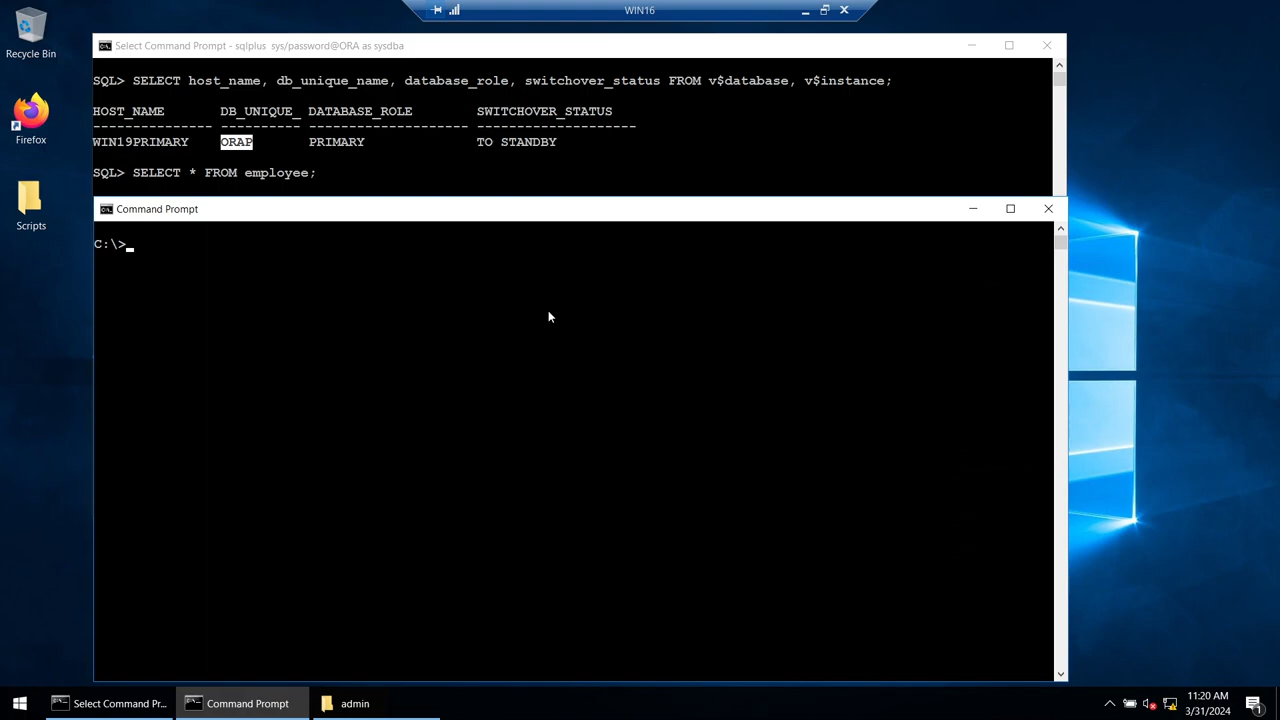 WIN16
Recycle Bin
Firefox
Scripts
Select Command Prompt - sqlplus  sys/password@ORA as sysdba
SQL> SELECT host_name, db_unique_name, database_role, switchover_status FROM v$database, v$instance;
HOST_NAME       DB_UNIQUE_ DATABASE_ROLE        SWITCHOVER_STATUS
--------------- ---------- -------------------- --------------------
WIN19PRIMARY    ORAP       PRIMARY              TO STANDBY
SQL> SELECT * FROM employee;
Command Prompt
C:\>
Select Command Pr...
Command Prompt
admin
11:20 AM
3/31/2024
1